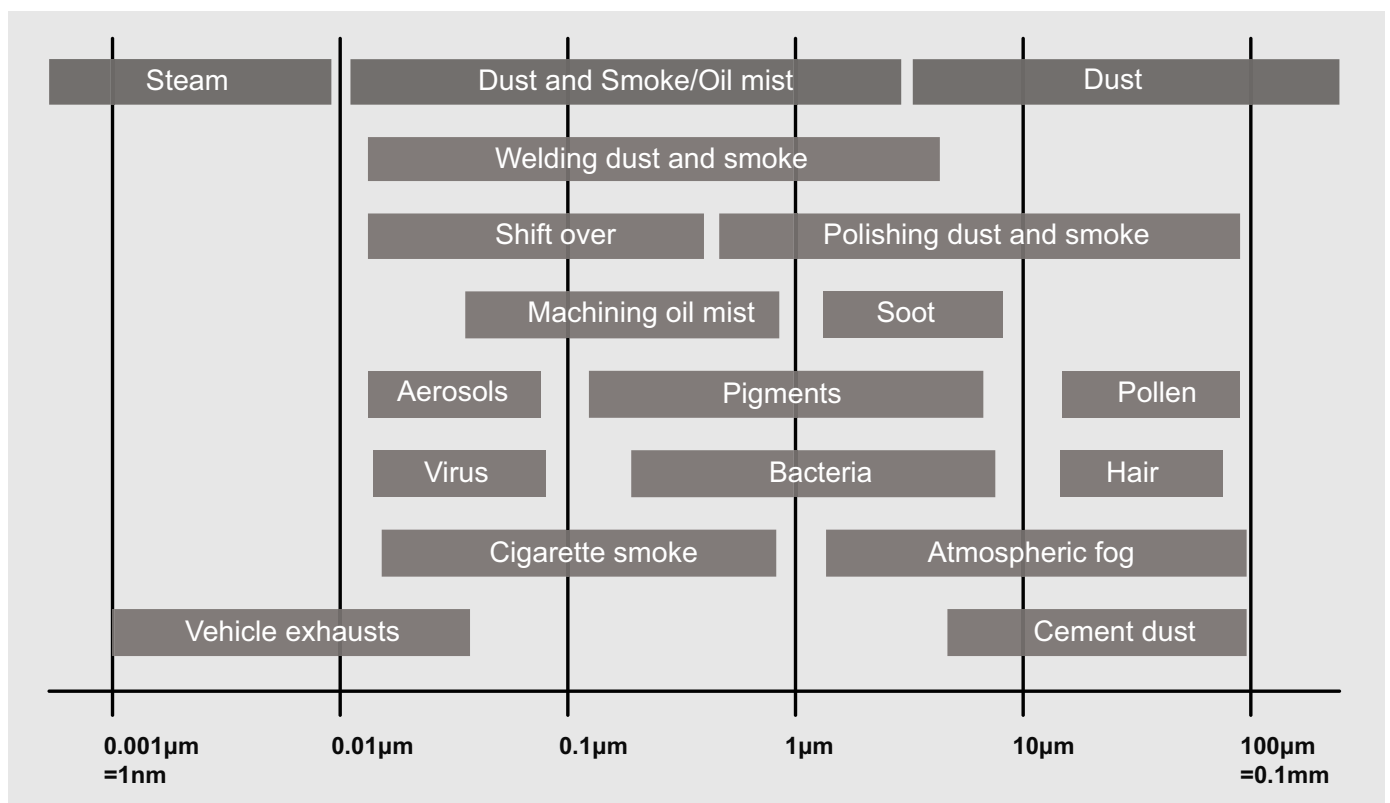 Steam
Dust and Smoke/Oil mist
Dust
Welding dust and smoke
Shift over
Polishing dust and smoke
Machining oil mist
Soot
Aerosols
Pigments
Pollen
Virus
Bacteria
Hair
Cigarette smoke
Atmospheric fog
Vehicle exhausts
Cement dust
0.001µm
=1nm
0.01µm
0.1µm
1µm
10µm
100µm
=0.1mm